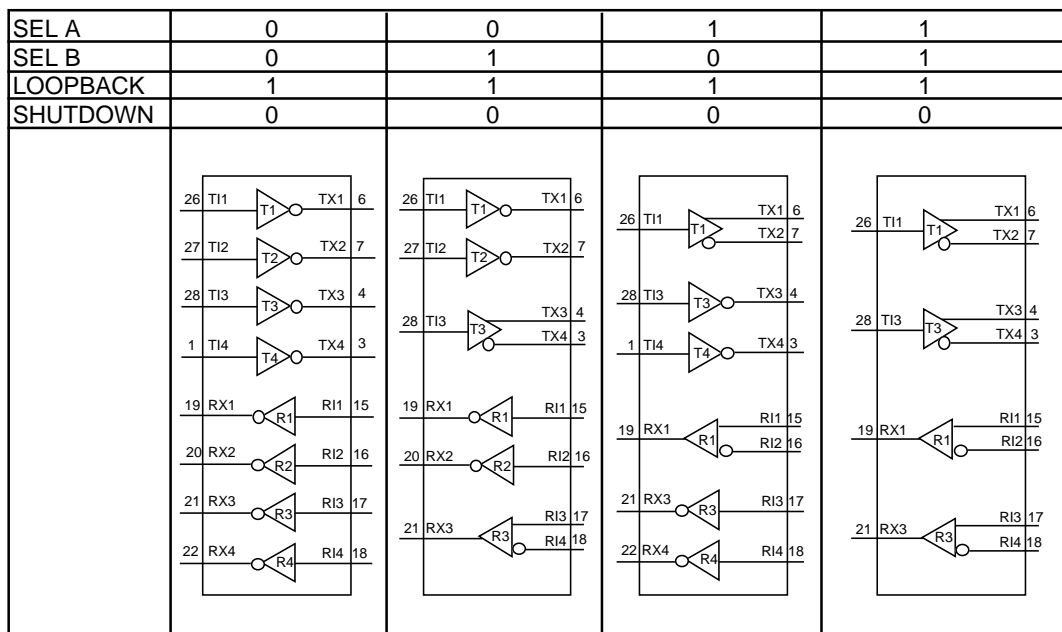 SEL A 0 0 1 1
SEL B 0 1 0 1
LOOPBACK 1 1 1 1
SHUTDOWN 0 0 0 0
26 TI1 T1 TX1 6
27 TI2 T2 TX2 7
28 TI3 T3 TX3 4
1 TI4 T4 TX4 3
19 RX1 R1 RI1 15
20 RX2 R2 RI2 16
21 RX3 R3 RI3 17
22 RX4 R4 RI4 18
26 TI1 T1 TX1 6
27 TI2 T2 TX2 7
28 TI3 T3 TX3 4
TX4 3
19 RX1 R1 RI1 15
20 RX2 R2 RI2 16
21 RX3 R3 RI3 17
RI4 18
26 TI1 T1 TX1 6
TX2 7
28 TI3 T3 TX3 4
1 TI4 T4 TX4 3
19 RX1 R1 RI1 15
RI2 16
21 RX3 R3 RI3 17
22 RX4 R4 RI4 18
26 TI1 T1 TX1 6
TX2 7
28 TI3 T3 TX3 4
TX4 3
19 RX1 R1 RI1 15
RI2 16
21 RX3 R3 RI3 17
RI4 18